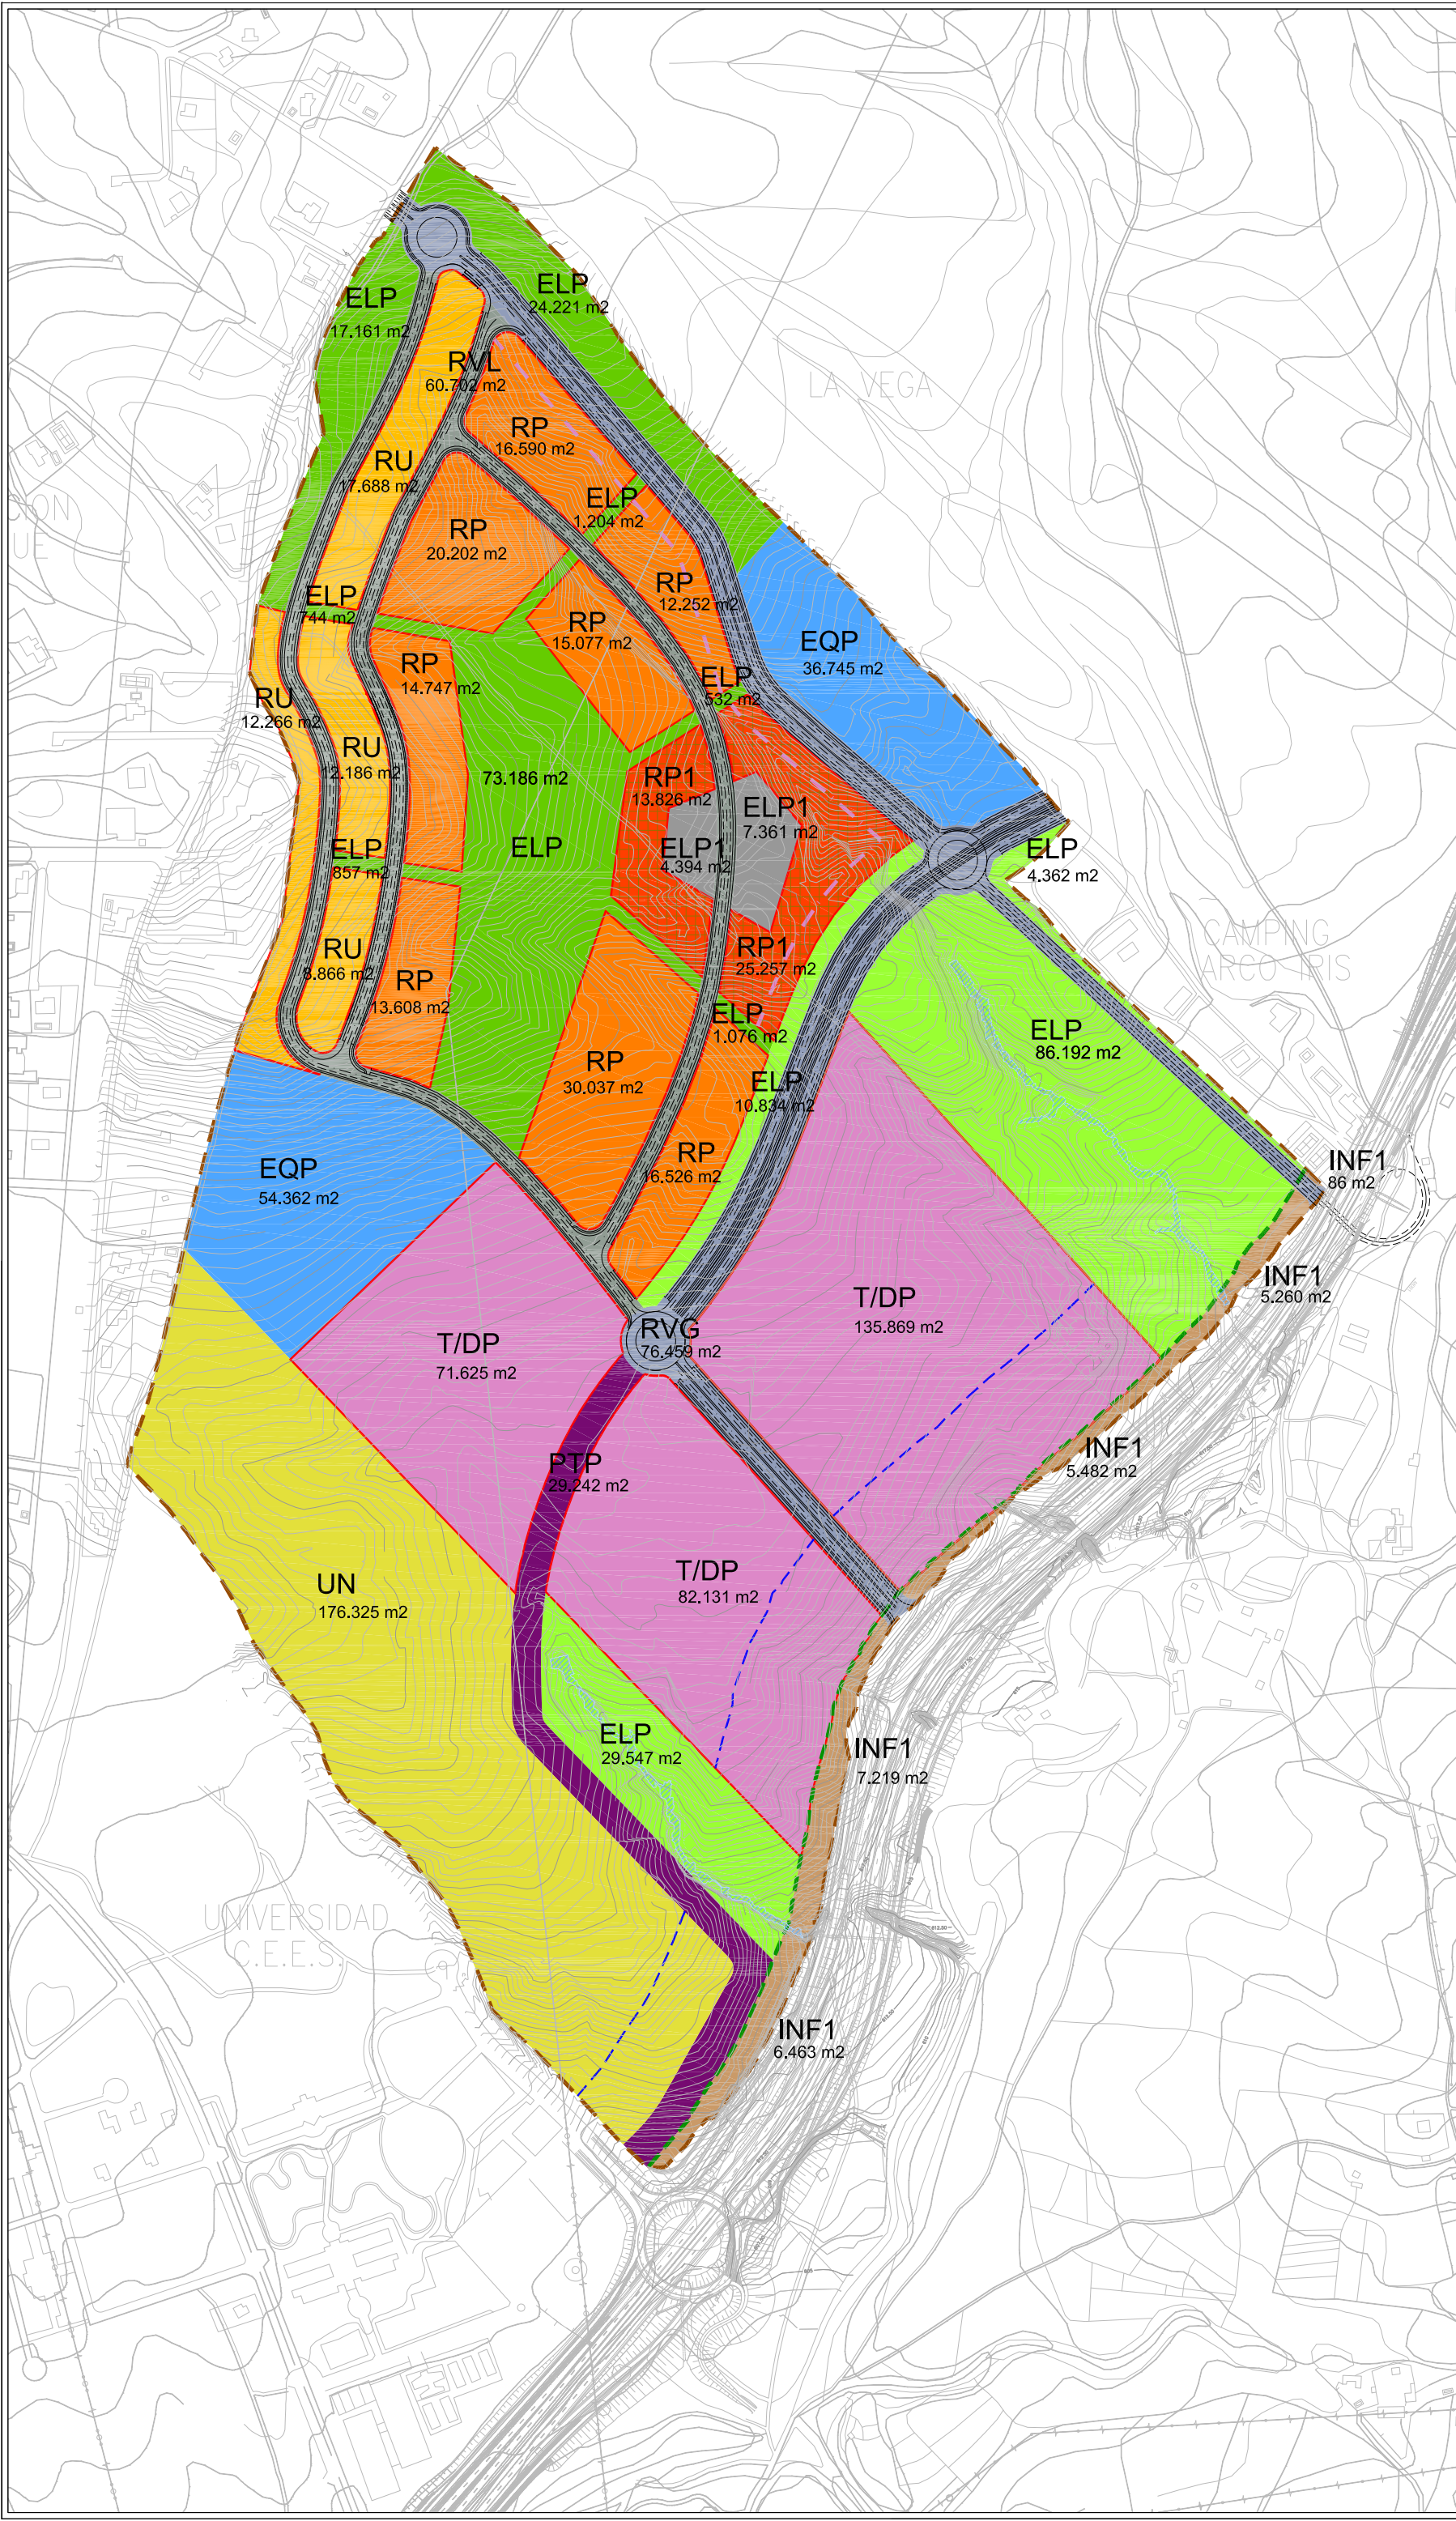 ELP
24.221 m2
ELP
17.161 m2
RVL
60.702 m2
LA VEGA
RP
16.590 m2
RU
17.688 m2
ELP
1.204 m2
RP
20.202 m2
RP
12.252 m2
ELP
744 m2
RP
15.077 m2
EQP
36.745 m2
RP
14.747 m2
ELP
532 m2
RU
12.266 m2
RU
12.186 m2
73.186 m2
ELP
RP1
13.826 m2
ELP1
7.361 m2
ELP1
4.394 m2
ELP
857 m2
ELP
4.362 m2
CAMPING
ARCO IRIS
RU
8.866 m2
RP
13.608 m2
RP1
25.257 m2
ELP
1.076 m2
ELP
86.192 m2
RP
30.037 m2
ELP
10.834 m2
RP
16.526 m2
EQP
54.362 m2
INF1
86 m2
INF1
5.260 m2
T/DP
135.869 m2
RVG
76.459 m2
T/DP
71.625 m2
INF1
5.482 m2
PTP
29.242 m2
T/DP
82.131 m2
UN
176.325 m2
ELP
29.547 m2
INF1
7.219 m2
UNIVERSIDAD
C.E.E.S.
INF1
6.463 m2